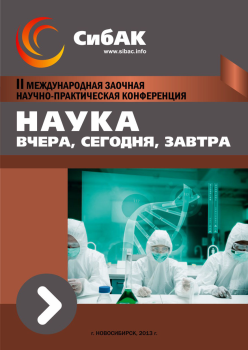 СибАК
www.sibac.info
II МЕЖДУНАРОДНАЯ ЗАОЧНАЯ
НАУЧНО-ПРАКТИЧЕСКАЯ КОНФЕРЕНЦИЯ
НАУКА
ВЧЕРА, СЕГОДНЯ, ЗАВТРА
г. НОВОСИБИРСК, 2013 г.